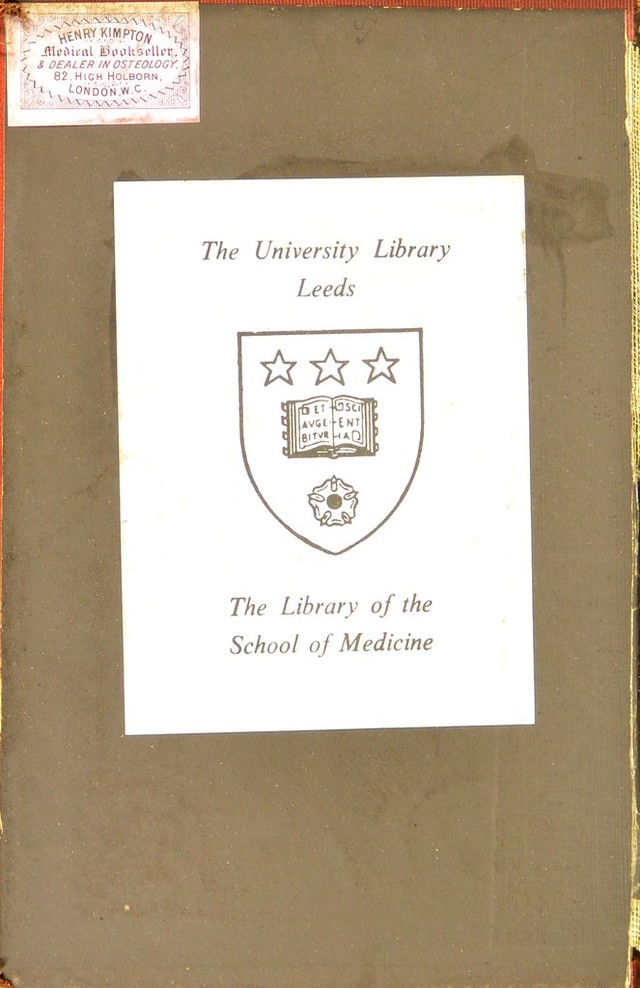 HENRY KIMPTON
Medical Bookseller,
& DEALER IN OSTEOLOGY.
82, HIGH HOLBORN,
LONDON, W.C.
The University Library
Leeds
ET SCI
AVGE ENT
BITVR IA
The Library of the
School of Medicine